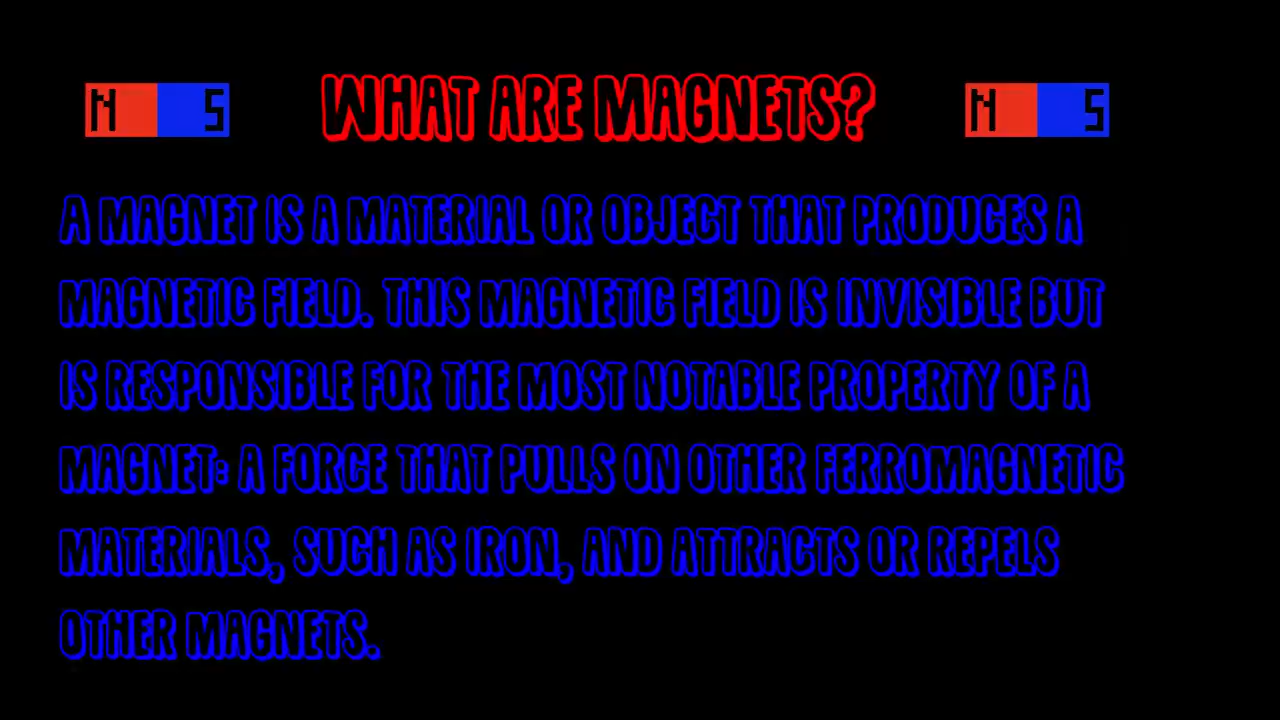 N S WHAT ARE MAGNETS? N S
A MAGNET IS A MATERIAL OR OBJECT THAT PRODUCES A
MAGNETIC FIELD. THIS MAGNETIC FIELD IS INVISIBLE BUT
IS RESPONSIBLE FOR THE MOST NOTABLE PROPERTY OF A
MAGNET: A FORCE THAT PULLS ON OTHER FERROMAGNETIC
MATERIALS, SUCH AS IRON, AND ATTRACTS OR REPELS
OTHER MAGNETS.